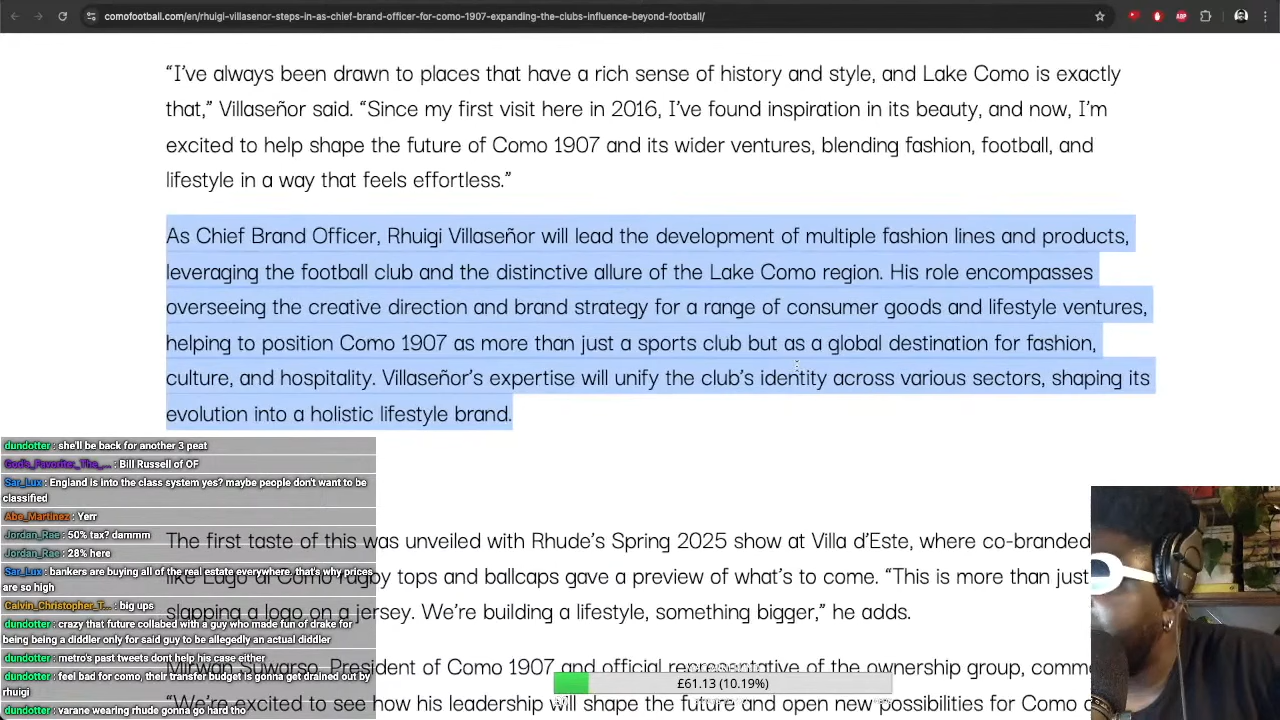 comofootball.com/en/rhuigi-villasenor-steps-in-as-chief-brand-officer-for-como-1907-expanding-the-clubs-influence-beyond-football/
ABP
“I’ve always been drawn to places that have a rich sense of history and style, and Lake Como is exactly
that,” Villaseñor said. “Since my first visit here in 2016, I’ve found inspiration in its beauty, and now, I’m
excited to help shape the future of Como 1907 and its wider ventures, blending fashion, football, and
lifestyle in a way that feels effortless.”
As Chief Brand Officer, Rhuigi Villaseñor will lead the development of multiple fashion lines and products,
leveraging the football club and the distinctive allure of the Lake Como region. His role encompasses
overseeing the creative direction and brand strategy for a range of consumer goods and lifestyle ventures,
helping to position Como 1907 as more than just a sports club but as a global destination for fashion,
culture, and hospitality. Villaseñor’s expertise will unify the club’s identity across various sectors, shaping its
evolution into a holistic lifestyle brand.
The first taste of this was unveiled with Rhude’s Spring 2025 show at Villa d’Este, where co-branded
like Lago di Como rugby tops and ballcaps gave a preview of what’s to come. “This is more than just
slapping a logo on a jersey. We’re building a lifestyle, something bigger,” he adds.
Mirwan Suwarso, President of Como 1907 and official representative of the ownership group, comme
“We’re excited to see how his leadership will shape the future and open new possibilities for Como
dundotter : she'll be back for another 3 peat
God's_Favorite_The_... : Bill Russell of OF
Sar_Lux : England is into the class system yes? maybe people don't want to be
classified
Abe_Martinez : Yerr
Jordan_Rae : 50% tax? dammm
Jordan_Rae : 28% here
Sar_Lux : bankers are buying all of the real estate everywhere. that's why prices
are so high
Calvin_Christopher_T... : big ups
dundotter : crazy that future collabed with a guy who made fun of drake for
being being a diddler only for said guy to be allegedly an actual diddler
dundotter : metro's past tweets dont help his case either
dundotter : feel bad for como, their transfer budget is gonna get drained out by
rhuigi
dundotter : varane wearing rhude gonna go hard tho
£61.13 (10.19%)